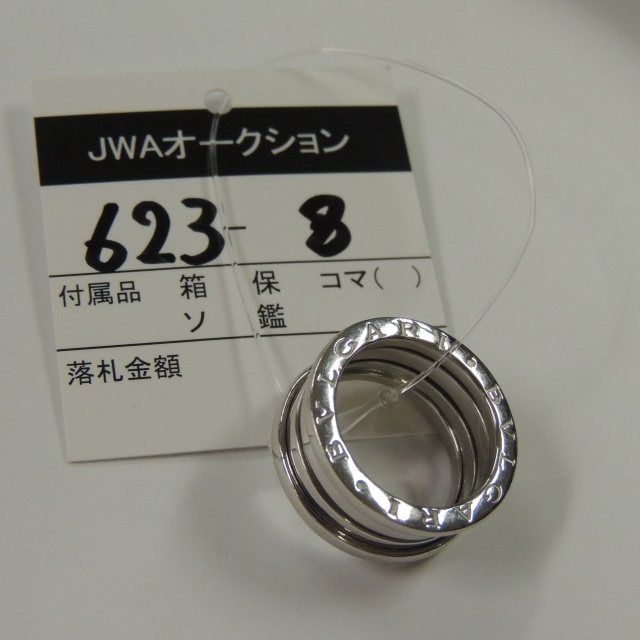 JWAオークション
623-8
付属品 箱 保 コマ( )
ソ 鑑
落札金額
BVLGARI • BVLGARI •